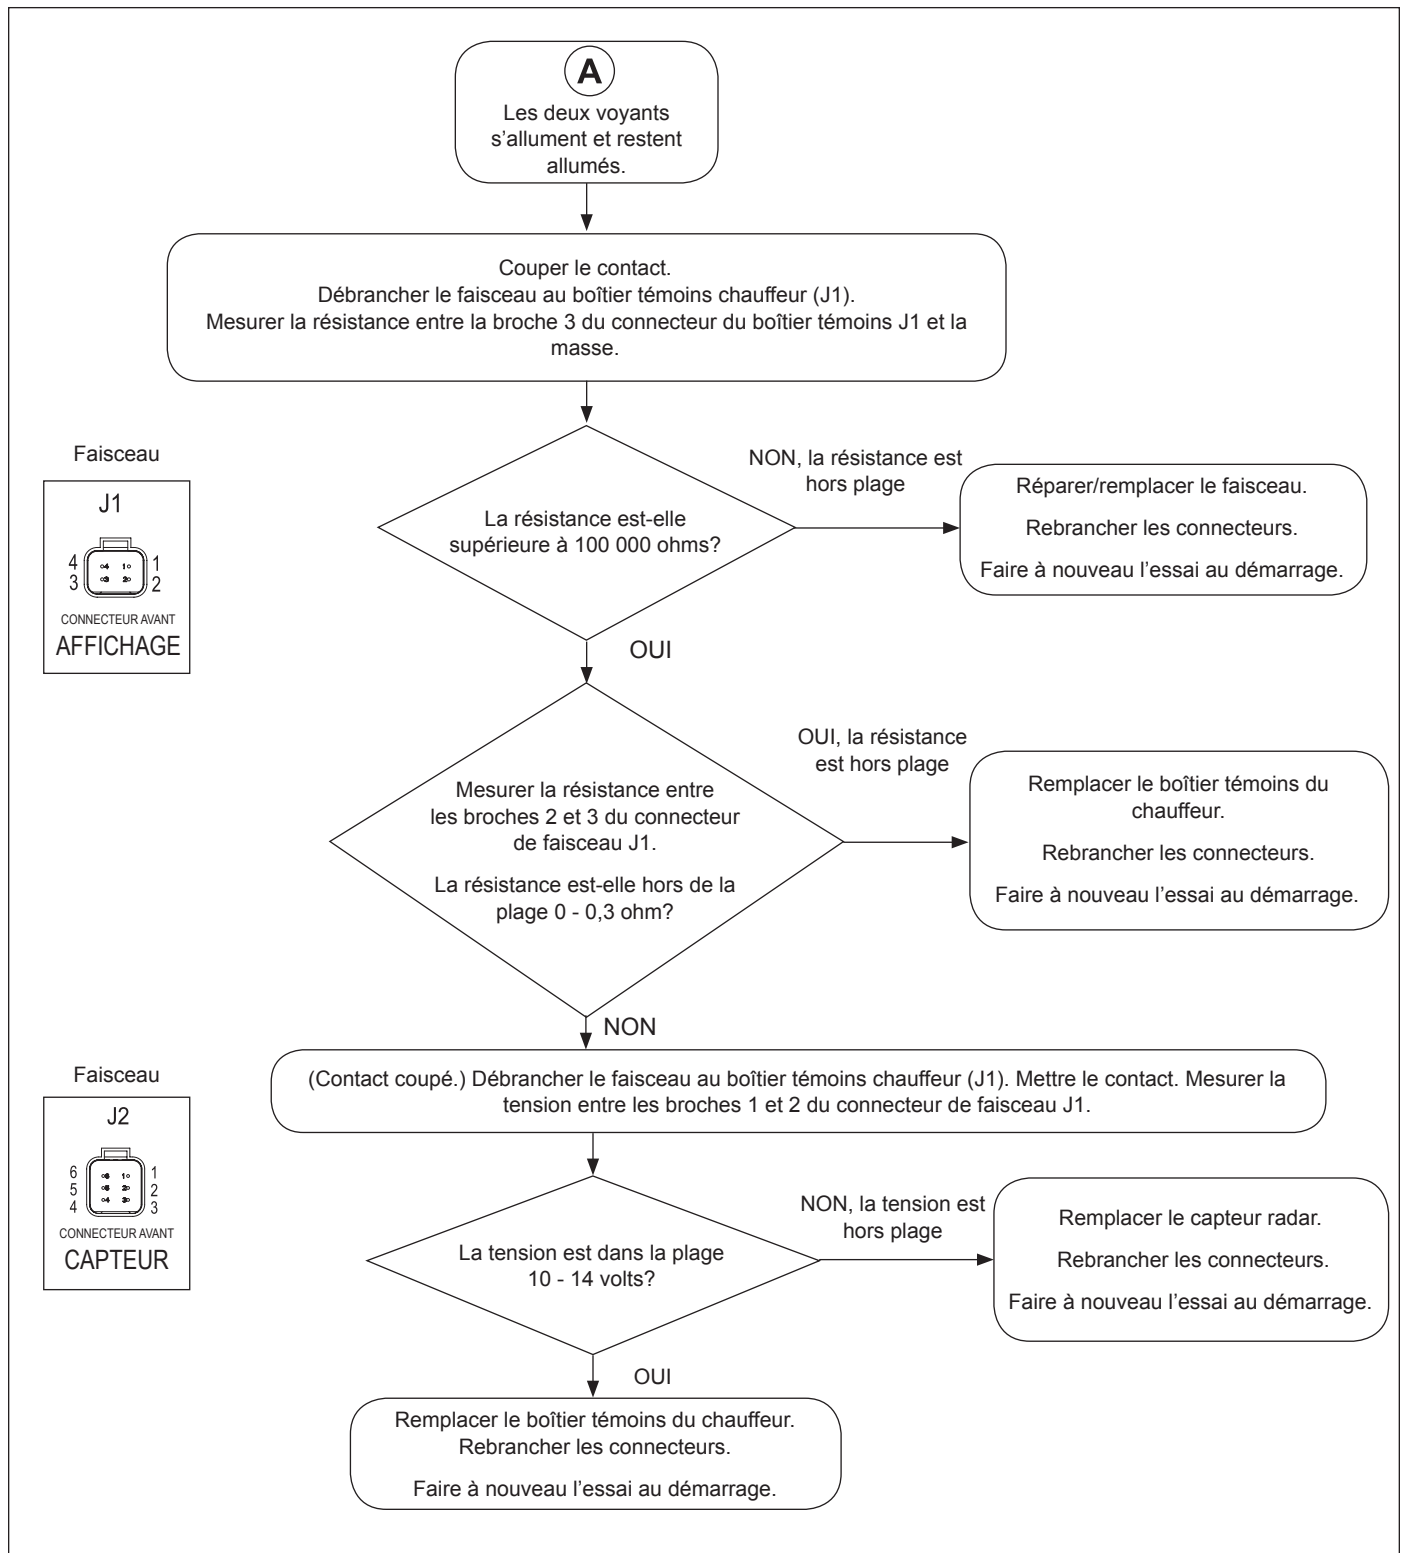 A
Les deux voyants
s’allument et restent
allumés.
Couper le contact.
Débrancher le faisceau au boîtier témoins chauffeur (J1).
Mesurer la résistance entre la broche 3 du connecteur du boîtier témoins J1 et la
masse.
Faisceau
J1
4
3
4 1
3 2
1
2
CONNECTEUR AVANT
AFFICHAGE
La résistance est-elle
supérieure à 100 000 ohms?
NON, la résistance est
hors plage
Réparer/remplacer le faisceau.
Rebrancher les connecteurs.
Faire à nouveau l’essai au démarrage.
OUI
Mesurer la résistance entre
les broches 2 et 3 du connecteur
de faisceau J1.
La résistance est-elle hors de la
plage 0 - 0,3 ohm?
OUI, la résistance
est hors plage
Remplacer le boîtier témoins du
chauffeur.
Rebrancher les connecteurs.
Faire à nouveau l’essai au démarrage.
NON
(Contact coupé.) Débrancher le faisceau au boîtier témoins chauffeur (J1). Mettre le contact. Mesurer la
tension entre les broches 1 et 2 du connecteur de faisceau J1.
Faisceau
J2
6
5
4
6 1
5 2
4 3
1
2
3
CONNECTEUR AVANT
CAPTEUR
La tension est dans la plage
10 - 14 volts?
NON, la tension est
hors plage
Remplacer le capteur radar.
Rebrancher les connecteurs.
Faire à nouveau l’essai au démarrage.
OUI
Remplacer le boîtier témoins du chauffeur.
Rebrancher les connecteurs.
Faire à nouveau l’essai au démarrage.